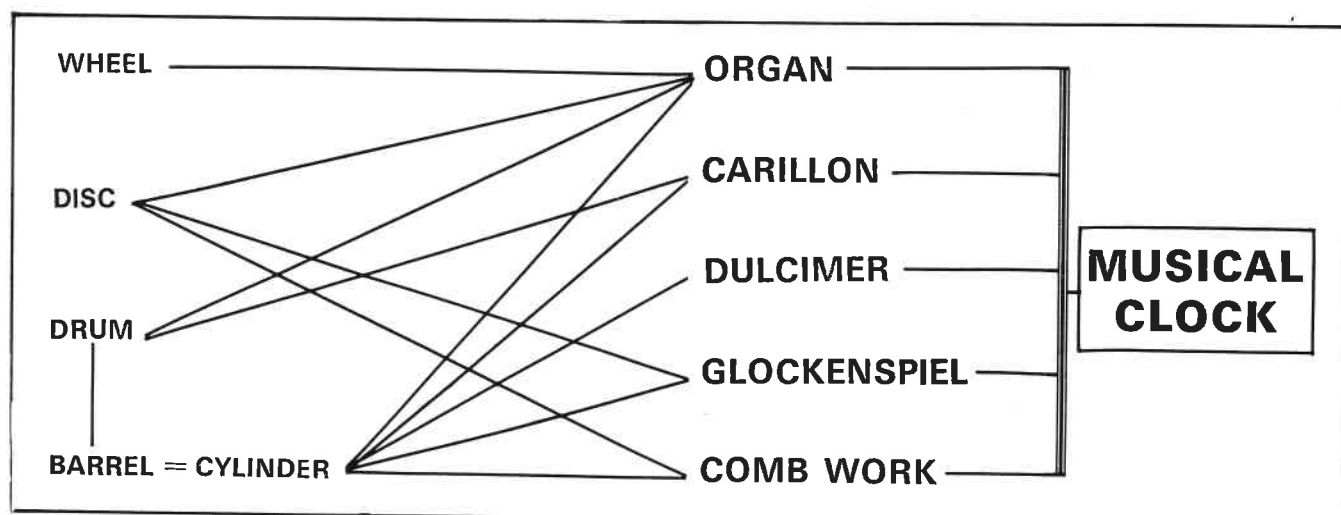 WHEEL
DISC
DRUM
BARREL = CYLINDER
ORGAN
CARILLON
DULCIMER
GLOCKENSPIEL
COMB WORK
MUSICAL
CLOCK